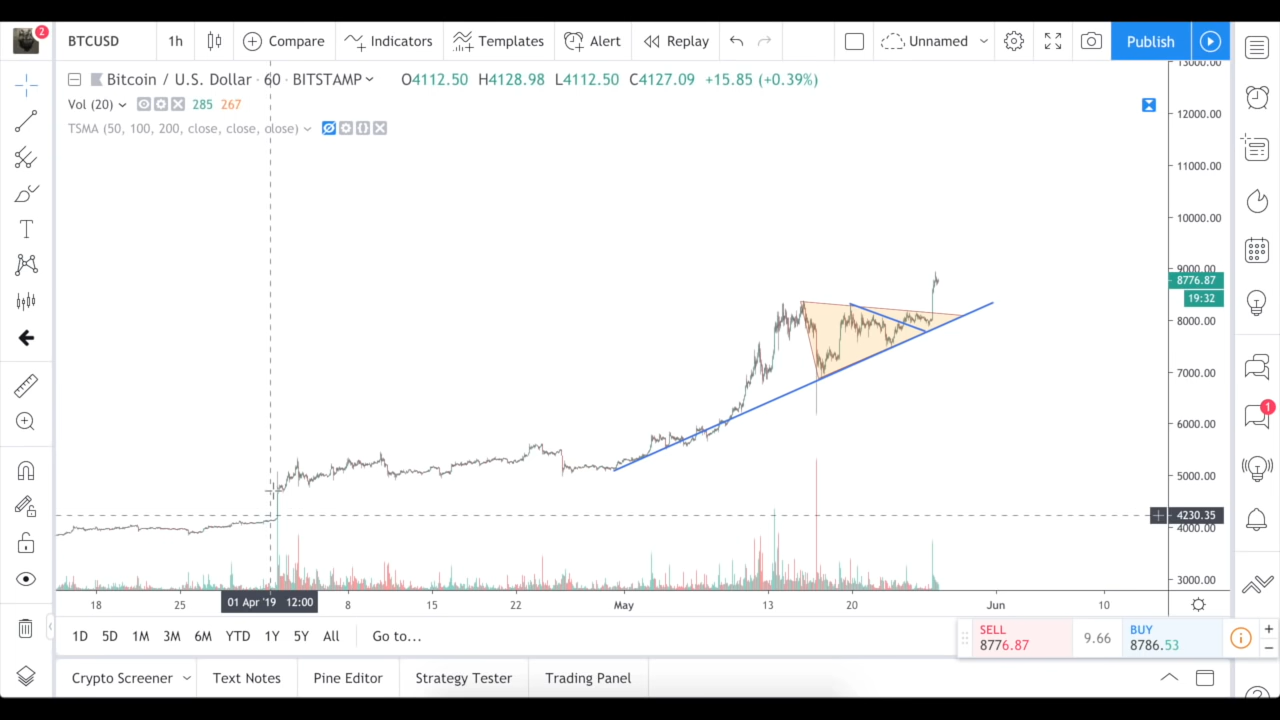 2
BTCUSD
1h
Compare
Indicators
Templates
Alert
Replay
Unnamed
Publish
Bitcoin / U.S. Dollar · 60 · BITSTAMP
O4112.50 H4128.98 L4112.50 C4127.09 +15.85 (+0.39%)
Vol (20)
285 267
TSMA (50, 100, 200, close, close, close)
13000.00
12000.00
11000.00
10000.00
9000.00
8776.87
19:32
8000.00
7000.00
6000.00
5000.00
4230.35
4000.00
3000.00
1
T
18 25 01 Apr '19 12:00 8 15 22 May 13 20 Jun 10
1D 5D 1M 3M 6M YTD 1Y 5Y All Go to...
SELL
8776.87
9.66
BUY
8786.53
Crypto Screener
Text Notes
Pine Editor
Strategy Tester
Trading Panel